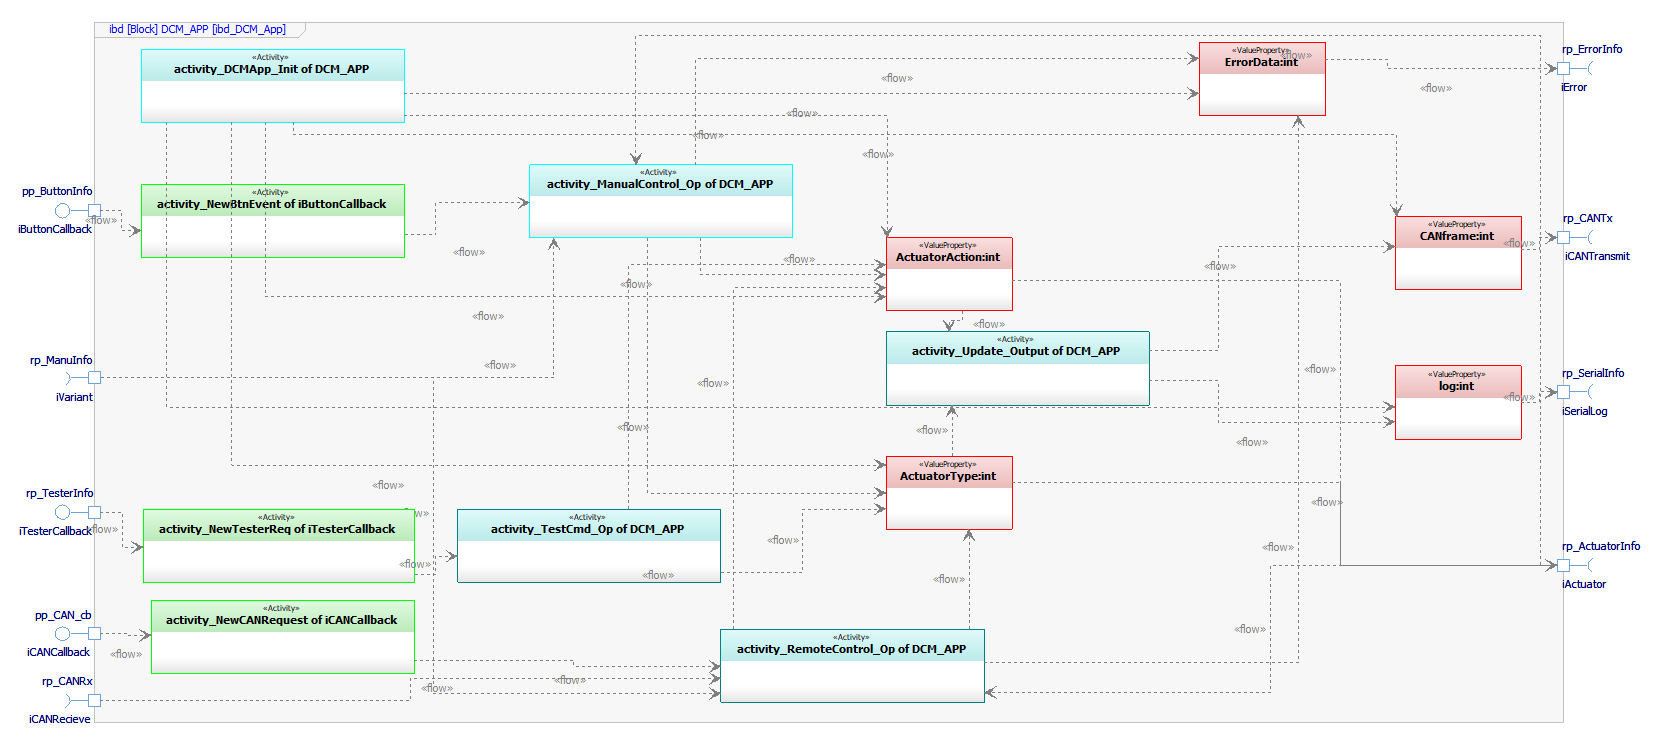 ibd [Block] DCM_APP [ibd_DCM_App]
«Activity»
activity_DCMApp_Init of DCM_APP
«ValueProperty»
ErrorData:int
«flow»
rp_ErrorInfo
iError
«flow»
«flow»
«flow»
«flow»
«flow»
pp_ButtonInfo
iButtonCallback
«flow»
«Activity»
activity_NewBtnEvent of iButtonCallback
«Activity»
activity_ManualControl_Op of DCM_APP
«flow»
«ValueProperty»
ActuatorAction:int
«flow»
«flow»
«flow»
«flow»
«ValueProperty»
CANframe:int
«flow»
rp_CANTx
iCANTransmit
«flow»
«Activity»
activity_Update_Output of DCM_APP
«flow»
rp_ManuInfo
iVariant
«flow»
«flow»
«flow»
«ValueProperty»
log:int
«flow»
rp_SerialInfo
iSerialLog
«flow»
«flow»
«flow»
«ValueProperty»
ActuatorType:int
«flow»
rp_TesterInfo
iTesterCallback
«flow»
«flow»
«flow»
«Activity»
activity_NewTesterReq of iTesterCallback
«flow»
«Activity»
activity_TestCmd_Op of DCM_APP
«flow»
«flow»
«flow»
«flow»
rp_ActuatorInfo
iActuator
pp_CAN_cb
iCANCallback
«flow»
«Activity»
activity_NewCANRequest of iCANCallback
«Activity»
activity_RemoteControl_Op of DCM_APP
«flow»
«flow»
«flow»
rp_CANRx
iCANRecieve